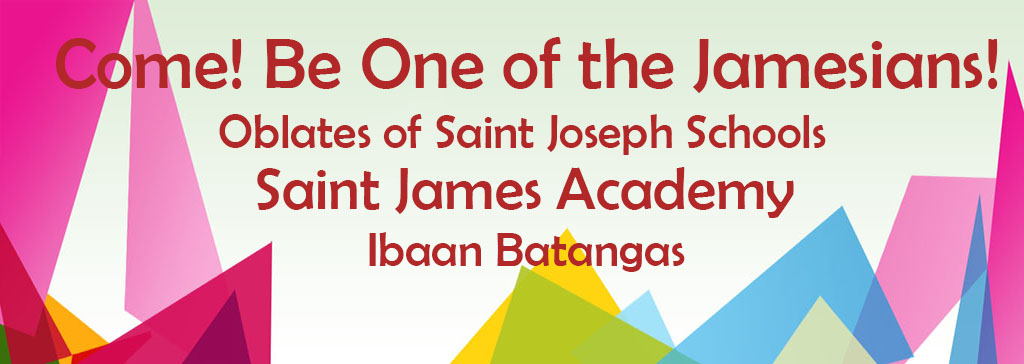 Come! Be One of the Jamesians!
Oblates of Saint Joseph Schools
Saint James Academy
Ibaan Batangas